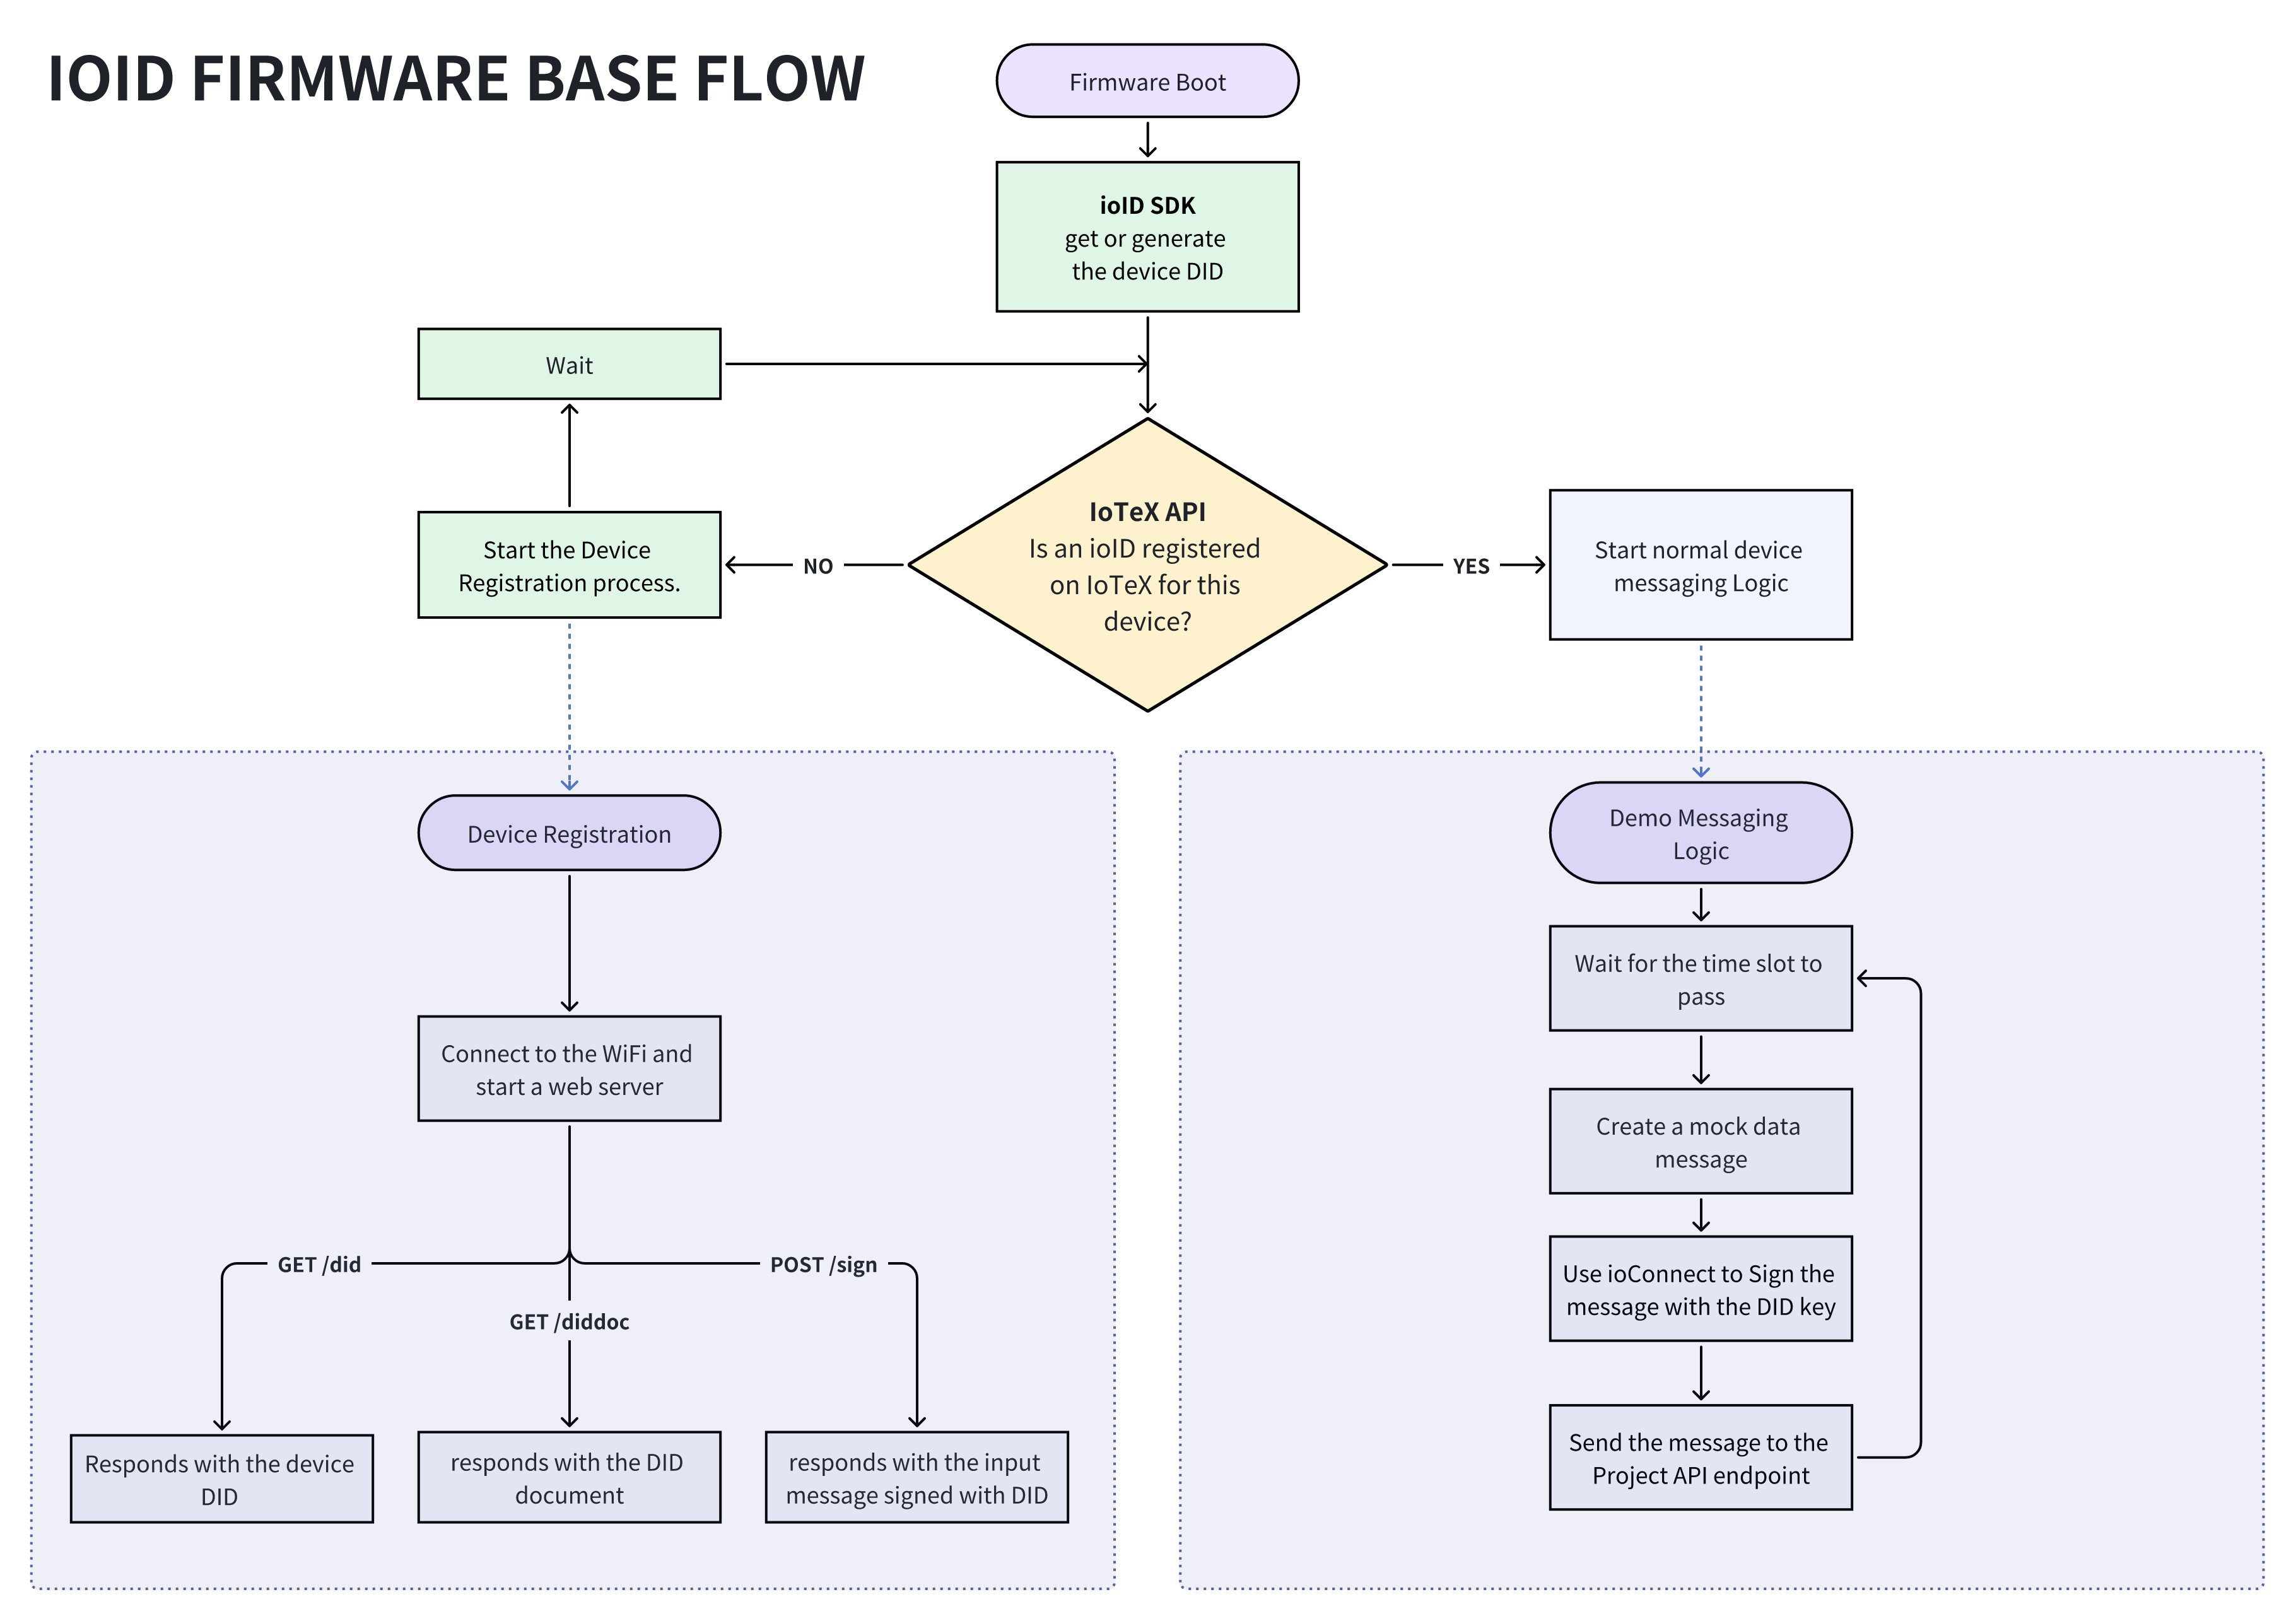 IOID FIRMWARE BASE FLOW
Firmware Boot
ioID SDK
get or generate
the device DID
Wait
IoTeX API
Is an ioID registered
on IoTeX for this
device?
NO
YES
Start the Device
Registration process.
Start normal device
messaging Logic
Device Registration
Connect to the WiFi and
start a web server
GET /did
POST /sign
GET /diddoc
Responds with the device
DID
responds with the DID
document
responds with the input
message signed with DID
Demo Messaging
Logic
Wait for the time slot to
pass
Create a mock data
message
Use ioConnect to Sign the
message with the DID key
Send the message to the
Project API endpoint